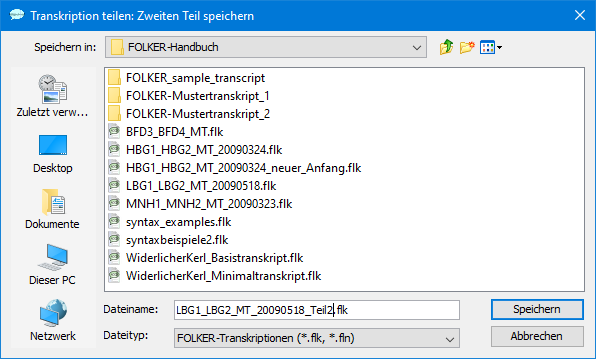 Transkription teilen: Zweiten Teil speichern
Speichern in: FOLKER-Handbuch
Zuletzt verw...
Desktop
Dokumente
Dieser PC
Netzwerk
FOLKER_sample_transcript
FOLKER-Mustertranskript_1
FOLKER-Mustertranskript_2
BFD3_BFD4_MT.flk
HBG1_HBG2_MT_20090324.flk
HBG1_HBG2_MT_20090324_neuer_Anfang.flk
LBG1_LBG2_MT_20090518.flk
MNH1_MNH2_MT_20090323.flk
syntax_examples.flk
syntaxbeispiele2.flk
WiderlicherKerl_Basistranskript.flk
WiderlicherKerl_Minimaltranskript.flk
Dateiname: LBG1_LBG2_MT_20090518_Teil2.flk Speichern
Dateityp: FOLKER-Transkriptionen (*.flk, *.fln) Abbrechen